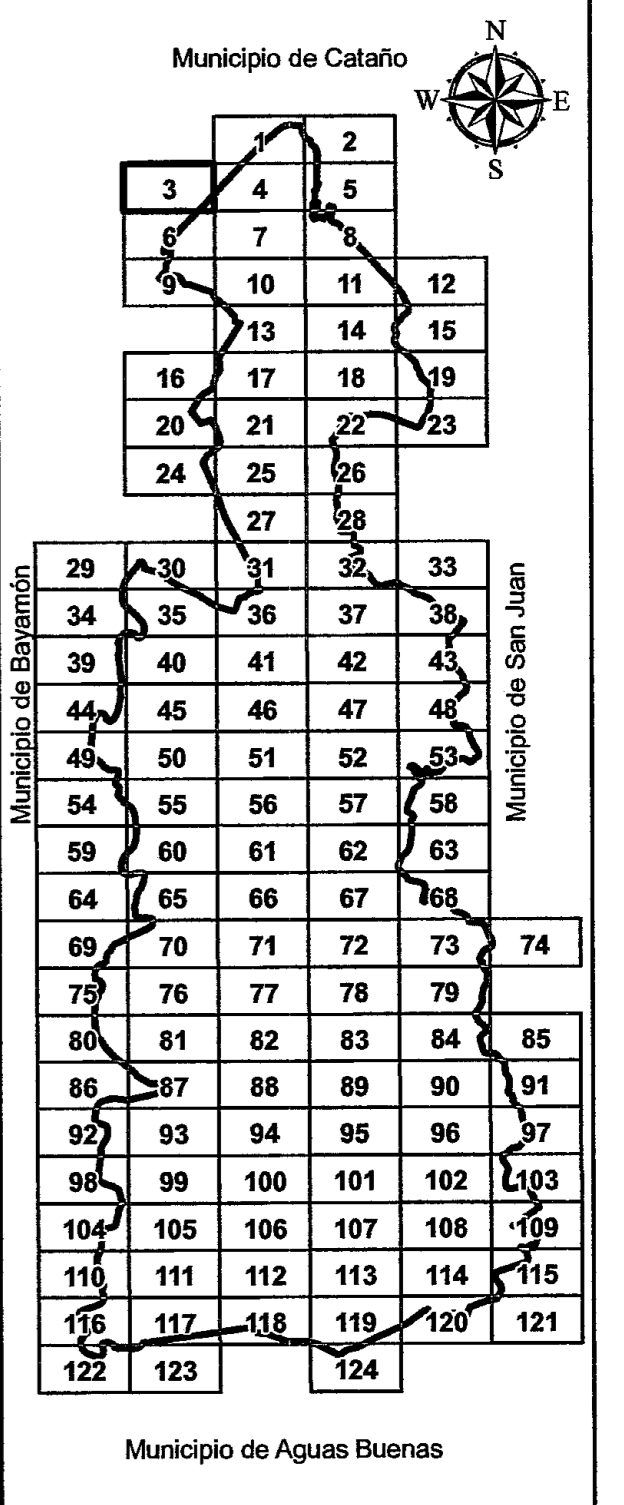 N
Municipio de Cataño
W E
S
1 2
3 4 5
6 7 8
9 10 11 12
13 14 15
16 17 18 19
20 21 22 23
24 25 26
27 28
29 30 31 32 33
34 35 36 37 38
39 40 41 42 43
44 45 46 47 48
49 50 51 52 53
54 55 56 57 58
59 60 61 62 63
64 65 66 67 68
69 70 71 72 73 74
75 76 77 78 79
80 81 82 83 84 85
86 87 88 89 90 91
92 93 94 95 96 97
98 99 100 101 102 103
104 105 106 107 108 109
110 111 112 113 114 115
116 117 118 119 120 121
122 123 124
Municipio de Bayamón
Municipio de San Juan
Municipio de Aguas Buenas